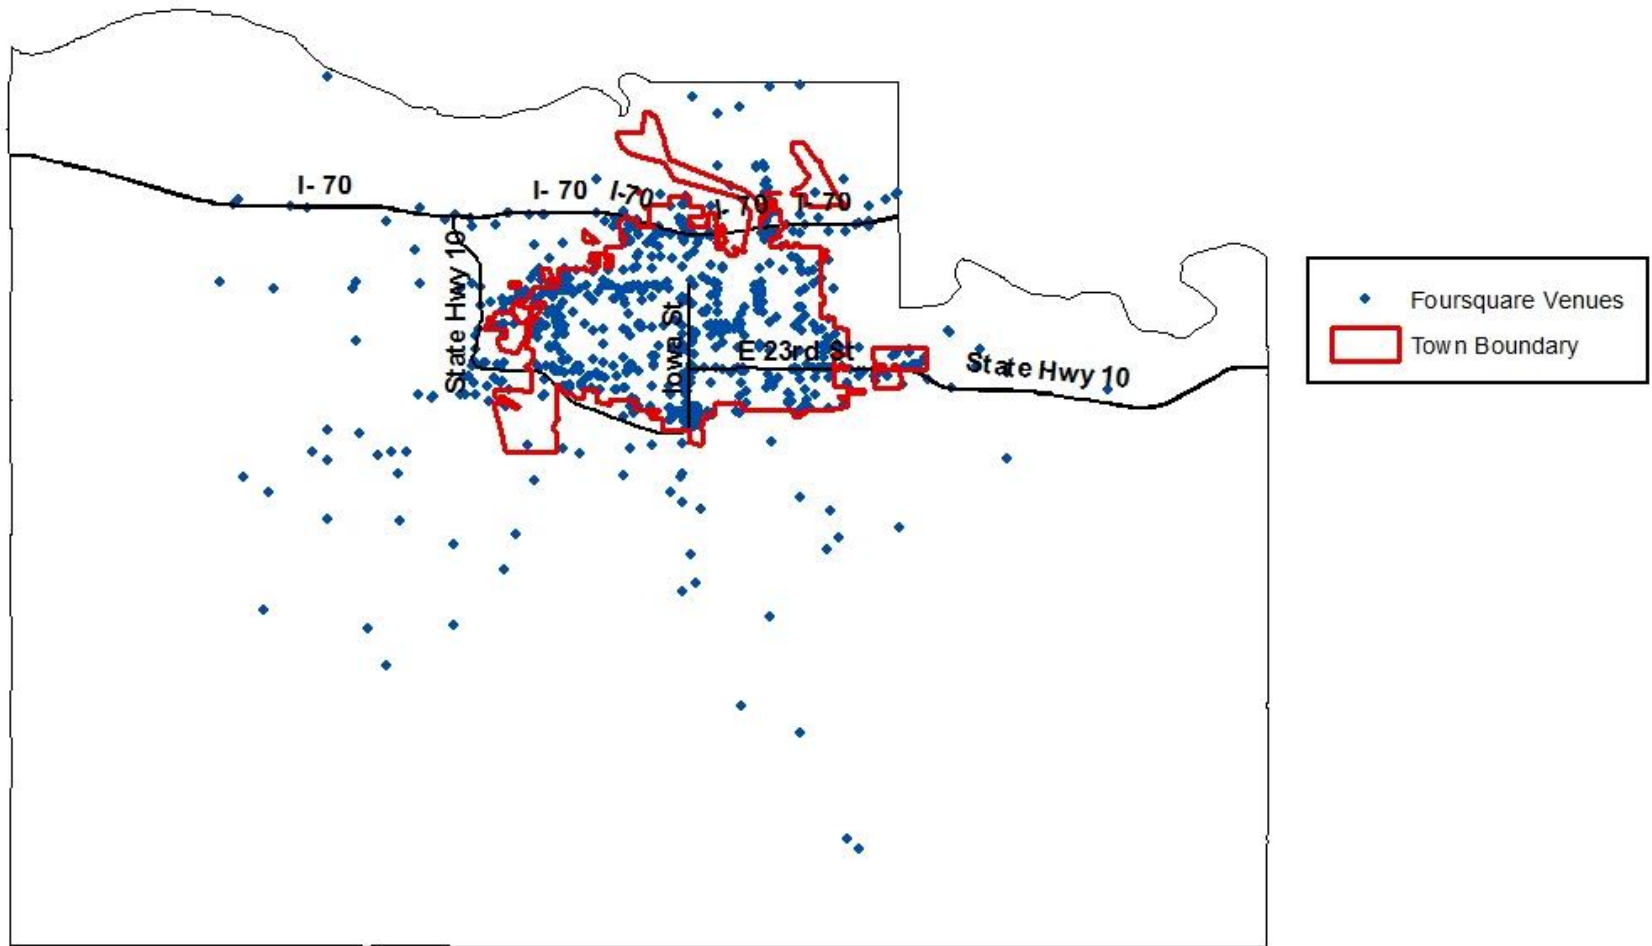 I- 70
I- 70
I-70
I- 70
I- 70
State Hwy 10
Iowa St
E 23rd St
State Hwy 10
Foursquare Venues
Town Boundary